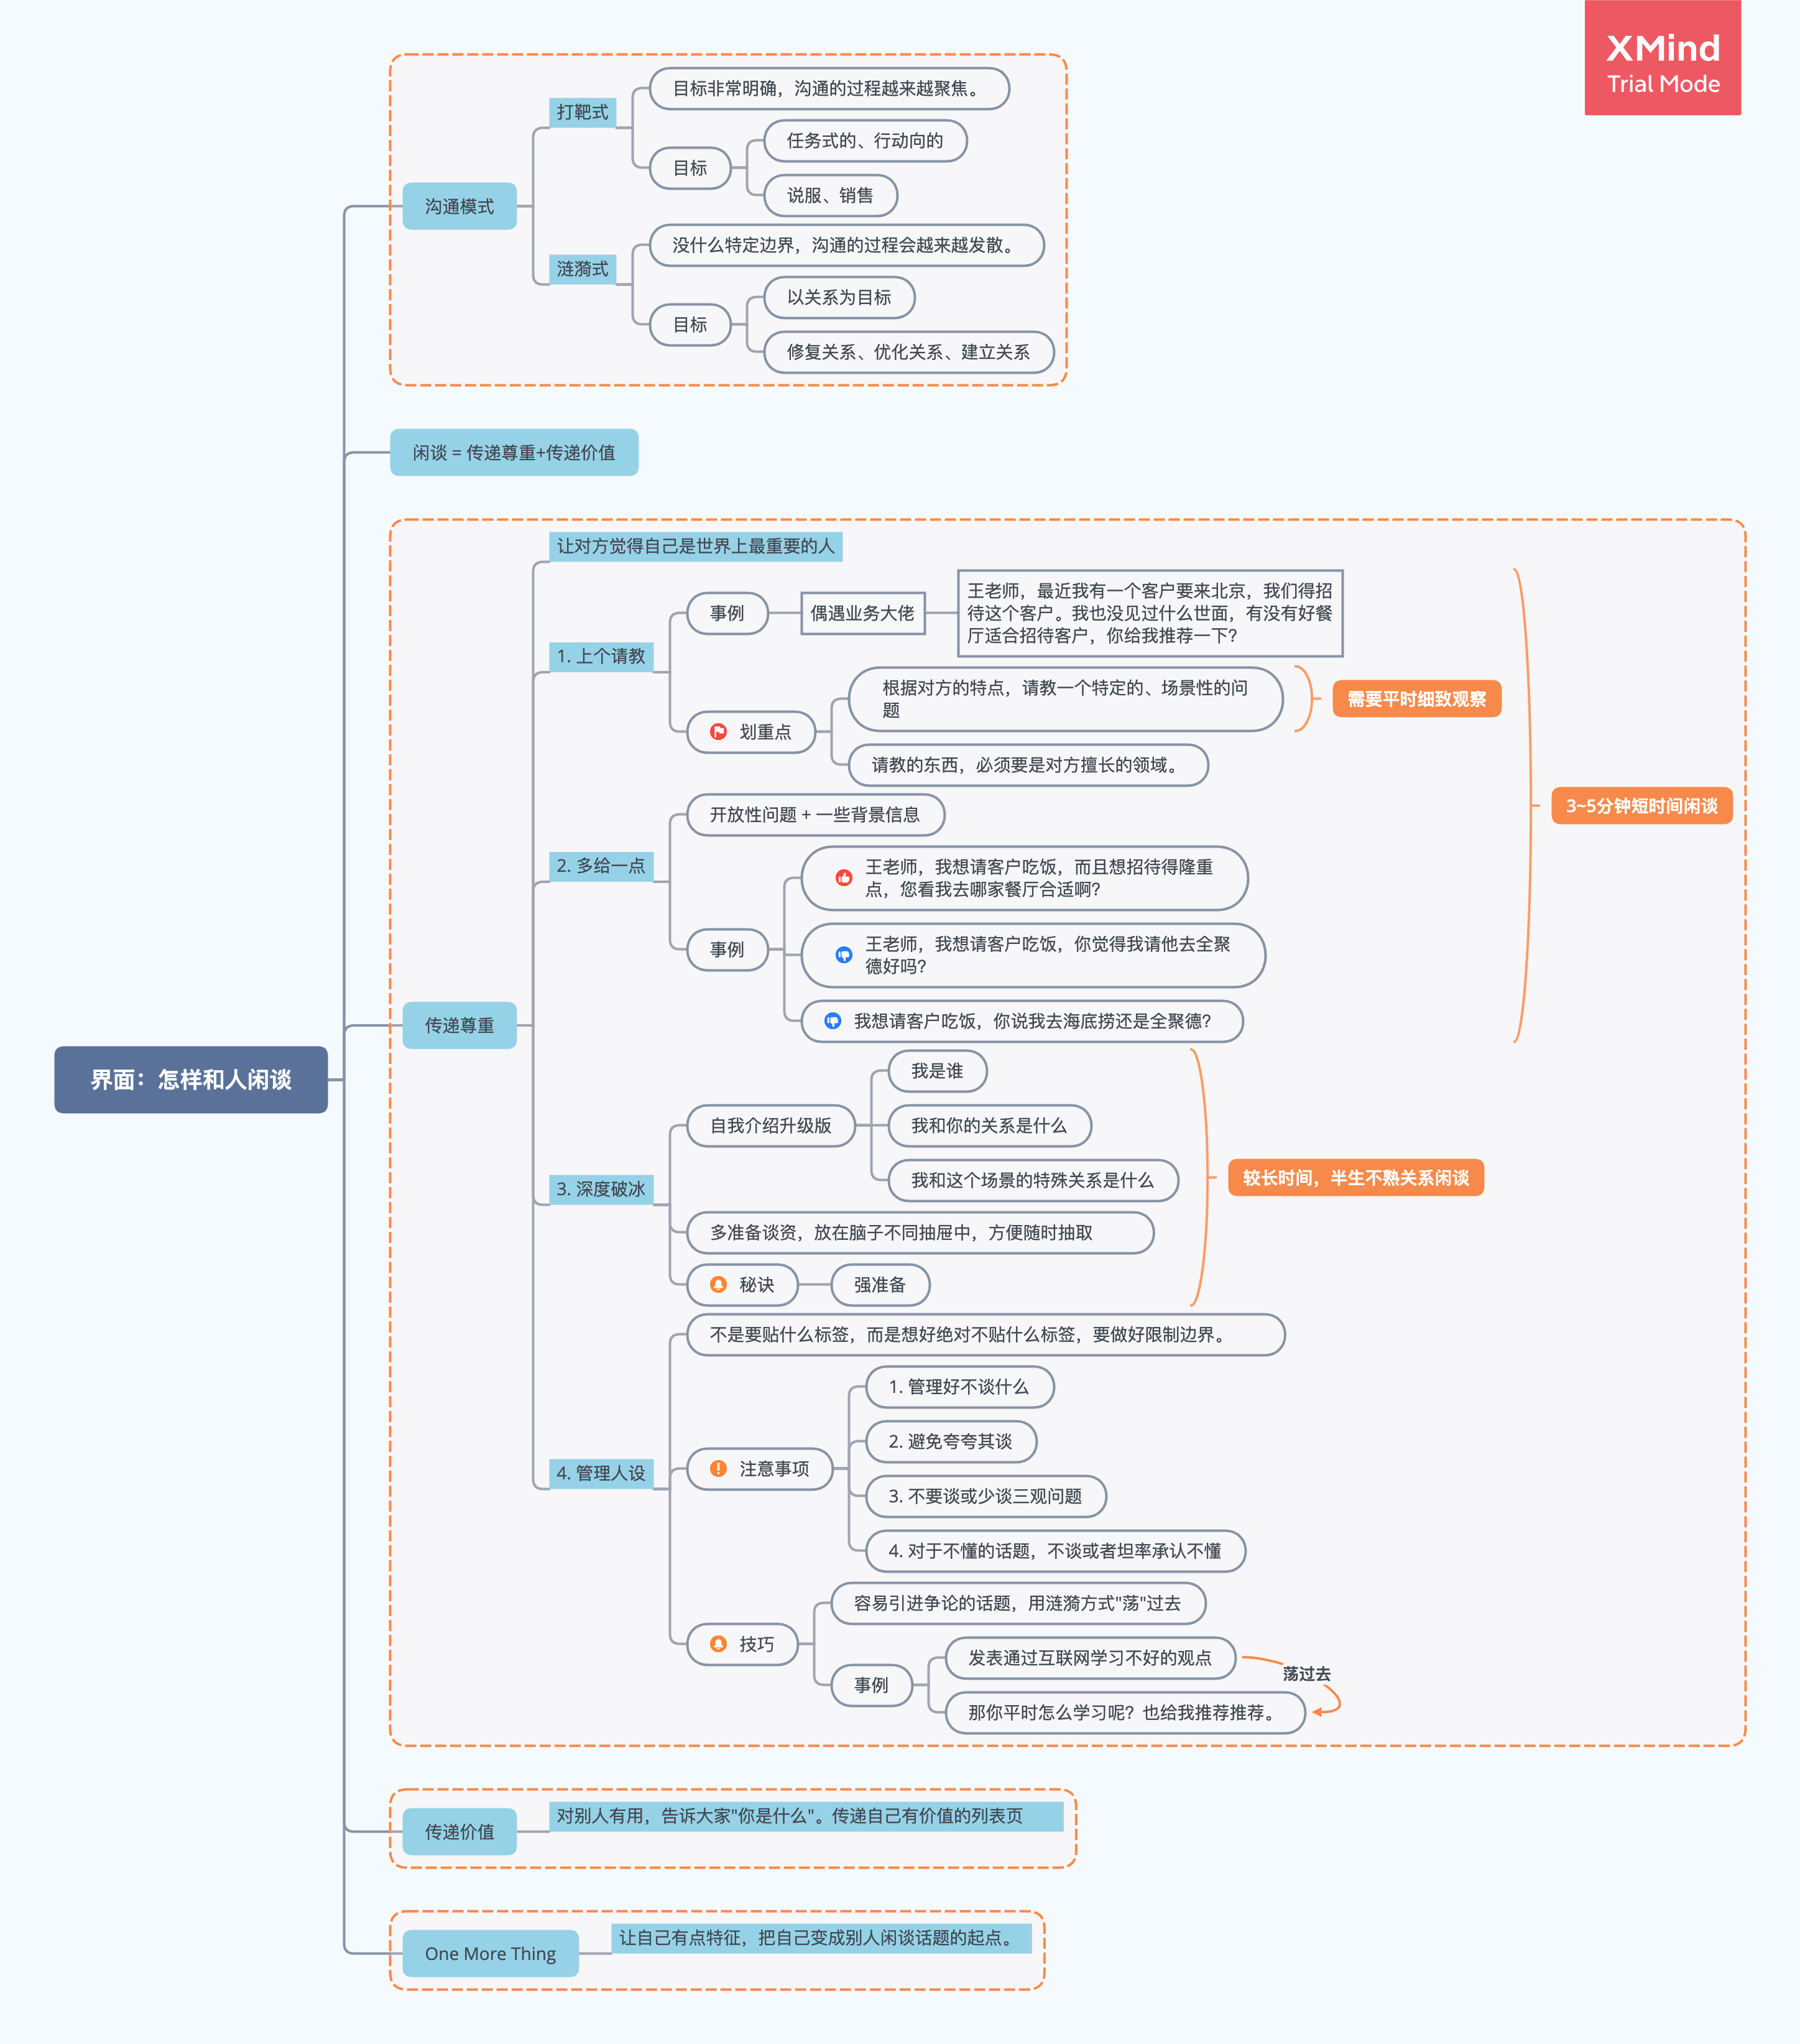 XMind
Trial Mode
界面：怎样和人闲谈
沟通模式
打靶式
目标非常明确，沟通的过程越来越聚焦。
目标
任务式的、行动向的
说服、销售
涟漪式
没什么特定边界，沟通的过程会越来越发散。
目标
以关系为目标
修复关系、优化关系、建立关系
闲谈 = 传递尊重+传递价值
传递尊重
让对方觉得自己是世界上最重要的人
1. 上个请教
事例
偶遇业务大佬
王老师，最近我有一个客户要来北京，我们得招
待这个客户。我也没见过什么世面，有没有好餐
厅适合招待客户，你给我推荐一下？
划重点
根据对方的特点，请教一个特定的、场景性的问
题
需要平时细致观察
请教的东西，必须要是对方擅长的领域。
2. 多给一点
开放性问题 + 一些背景信息
事例
王老师，我想请客户吃饭，而且想招待得隆重
点，您看我去哪家餐厅合适啊？
王老师，我想请客户吃饭，你觉得我请他去全聚
德好吗？
我想请客户吃饭，你说我去海底捞还是全聚德？
3~5分钟短时间闲谈
3. 深度破冰
自我介绍升级版
我是谁
我和你的关系是什么
我和这个场景的特殊关系是什么
多准备谈资，放在脑子不同抽屉中，方便随时抽取
秘诀
强准备
较长时间，半生不熟关系闲谈
4. 管理人设
不是要贴什么标签，而是想好绝对不贴什么标签，要做好限制边界。
注意事项
1. 管理好不谈什么
2. 避免夸夸其谈
3. 不要谈或少谈三观问题
4. 对于不懂的话题，不谈或者坦率承认不懂
技巧
容易引进争论的话题，用涟漪方式"荡"过去
事例
发表通过互联网学习不好的观点
荡过去
那你平时怎么学习呢？也给我推荐推荐。
传递价值
对别人有用，告诉大家"你是什么"。传递自己有价值的列表页
One More Thing
让自己有点特征，把自己变成别人闲谈话题的起点。